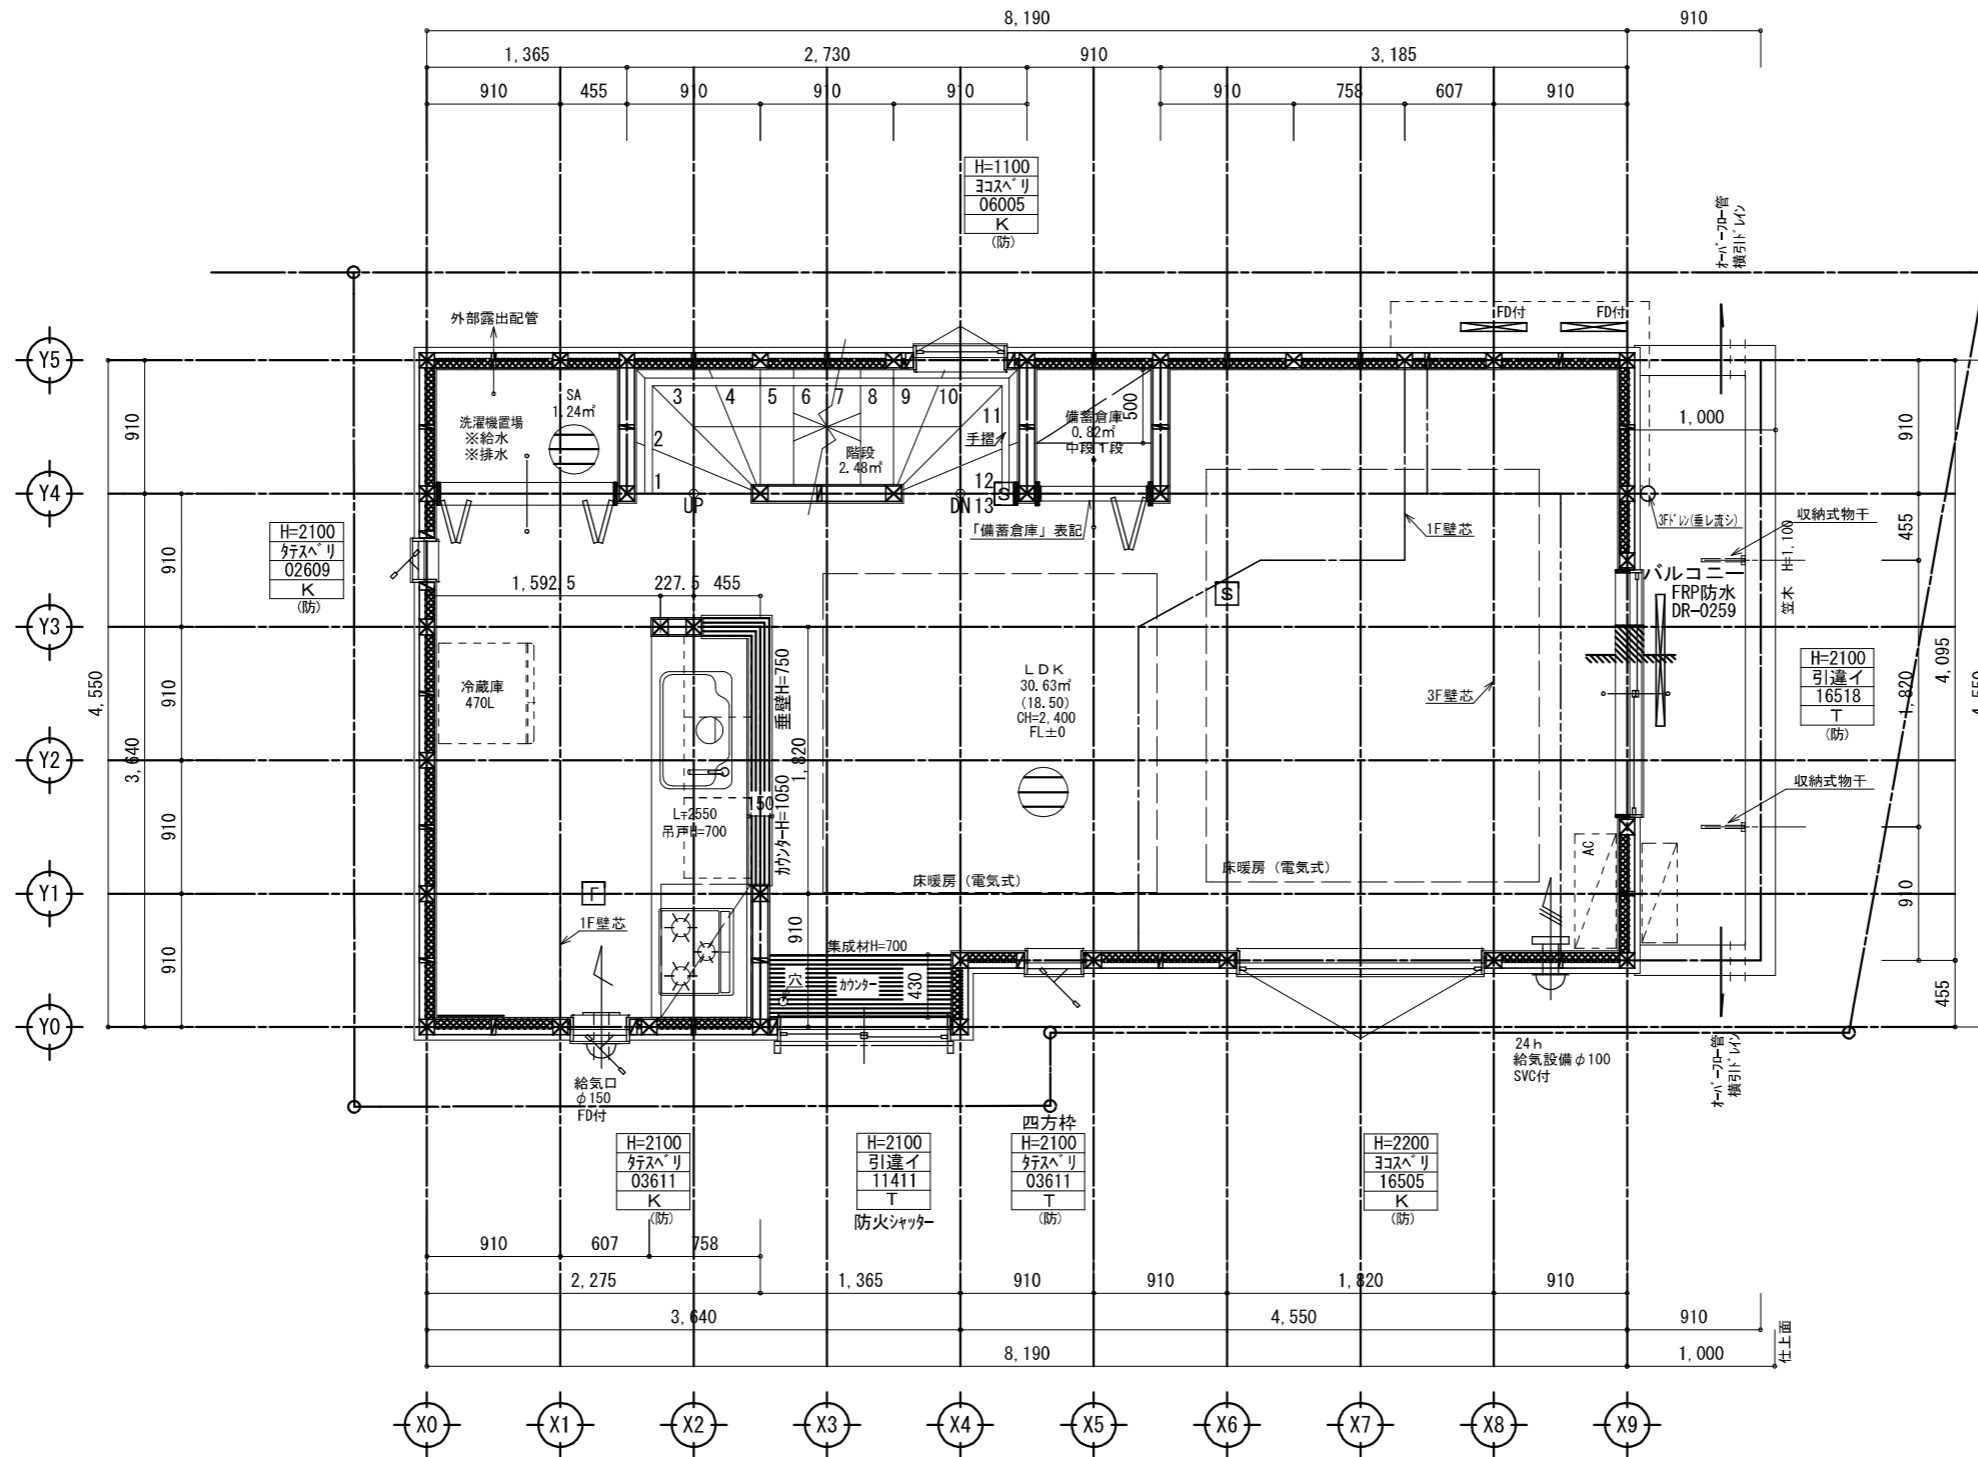 8,190
910
1,365
2,730
910
3,185
910
455
910
910
910
910
758
607
910
H=1100
ヨコスベリ
06005
K
(防)
オーバーフロー管
横引ドレイン
外部露出配管
FD付
FD付
Y5
Y4
Y3
Y2
Y1
Y0
SA
1.24㎡
洗濯機置場
※給水
※排水
1
2
3
4
5
6
7
8
9
10
11
12
DN 13
UP
階段
2.48㎡
手摺
S
備蓄倉庫
0.82㎡
中段1段
500
「備蓄倉庫」表記
1,000
910
455
1,820
910
4,095
455
4,550
910
910
910
910
910
3,640
4,550
H=2100
タテスベリ
02609
K
(防)
1,592.5
227.5
455
1F壁芯
S
3Fドレン(垂レ流シ)
収納式物干
笠木 H=1,100
バルコニー
FRP防水
DR-0259
H=2100
引違イ
16518
T
(防)
収納式物干
冷蔵庫
470L
垂壁H=750
1,820
カウンターH=1050
150
L=2550
吊戸H=700
LDK
30.63㎡
(18.50)
CH=2,400
FL±0
3F壁芯
床暖房(電気式)
床暖房(電気式)
AC
F
1F壁芯
910
集成材H=700
穴
カウンター
430
給気口
φ150
FD付
24h
給気設備φ100
SVC付
オーバーフロー管
横引ドレイン
H=2100
タテスベリ
03611
K
(防)
H=2100
引違イ
11411
T
防火シャッター
四方枠
H=2100
タテスベリ
03611
T
(防)
H=2200
ヨコスベリ
16505
K
(防)
910
607
758
2,275
1,365
910
910
1,820
910
3,640
4,550
910
8,190
1,000
仕上面
X0
X1
X2
X3
X4
X5
X6
X7
X8
X9